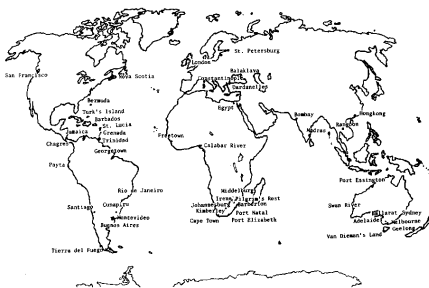 St. Petersburg
London
Balaklava
San Francisco
Nova Scotia
Constantinople
Dardanelles
Bermuda
Egypt
Turk's Island
Barbados
Bombay
Hongkong
St. Lucia
Jamaica
Grenada
Freetown
Madras
Rangoon
Chagres
Trinidad
Georgetown
Calabar River
Payta
Port Essington
Rio de Janeiro
Middelburg
Irene
Pilgrim's Rest
Santiago
Johannesburg
Barberton
Swan River
Kimberley
Port Natal
Ballarat
Sydney
Montevideo
Cape Town
Port Elizabeth
Adelaide
Melbourne
Buenos Aires
Geelong
Van Dieman's Land
Tierra del Fuego